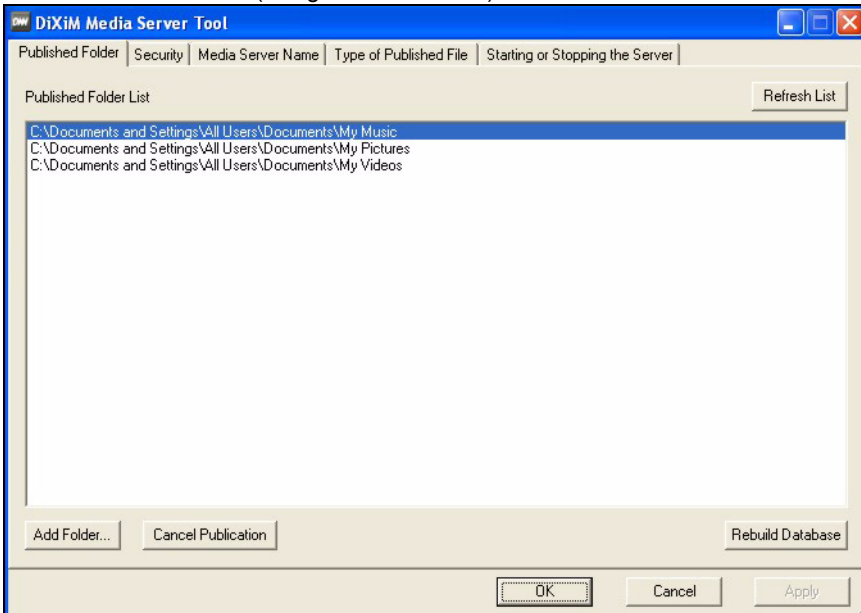 DiXiM Media Server Tool
Published Folder Security Media Server Name Type of Published File Starting or Stopping the Server
Published Folder List Refresh List
C:\Documents and Settings\All Users\Documents\My Music
C:\Documents and Settings\All Users\Documents\My Pictures
C:\Documents and Settings\All Users\Documents\My Videos
Add Folder... Cancel Publication Rebuild Database
OK Cancel Apply